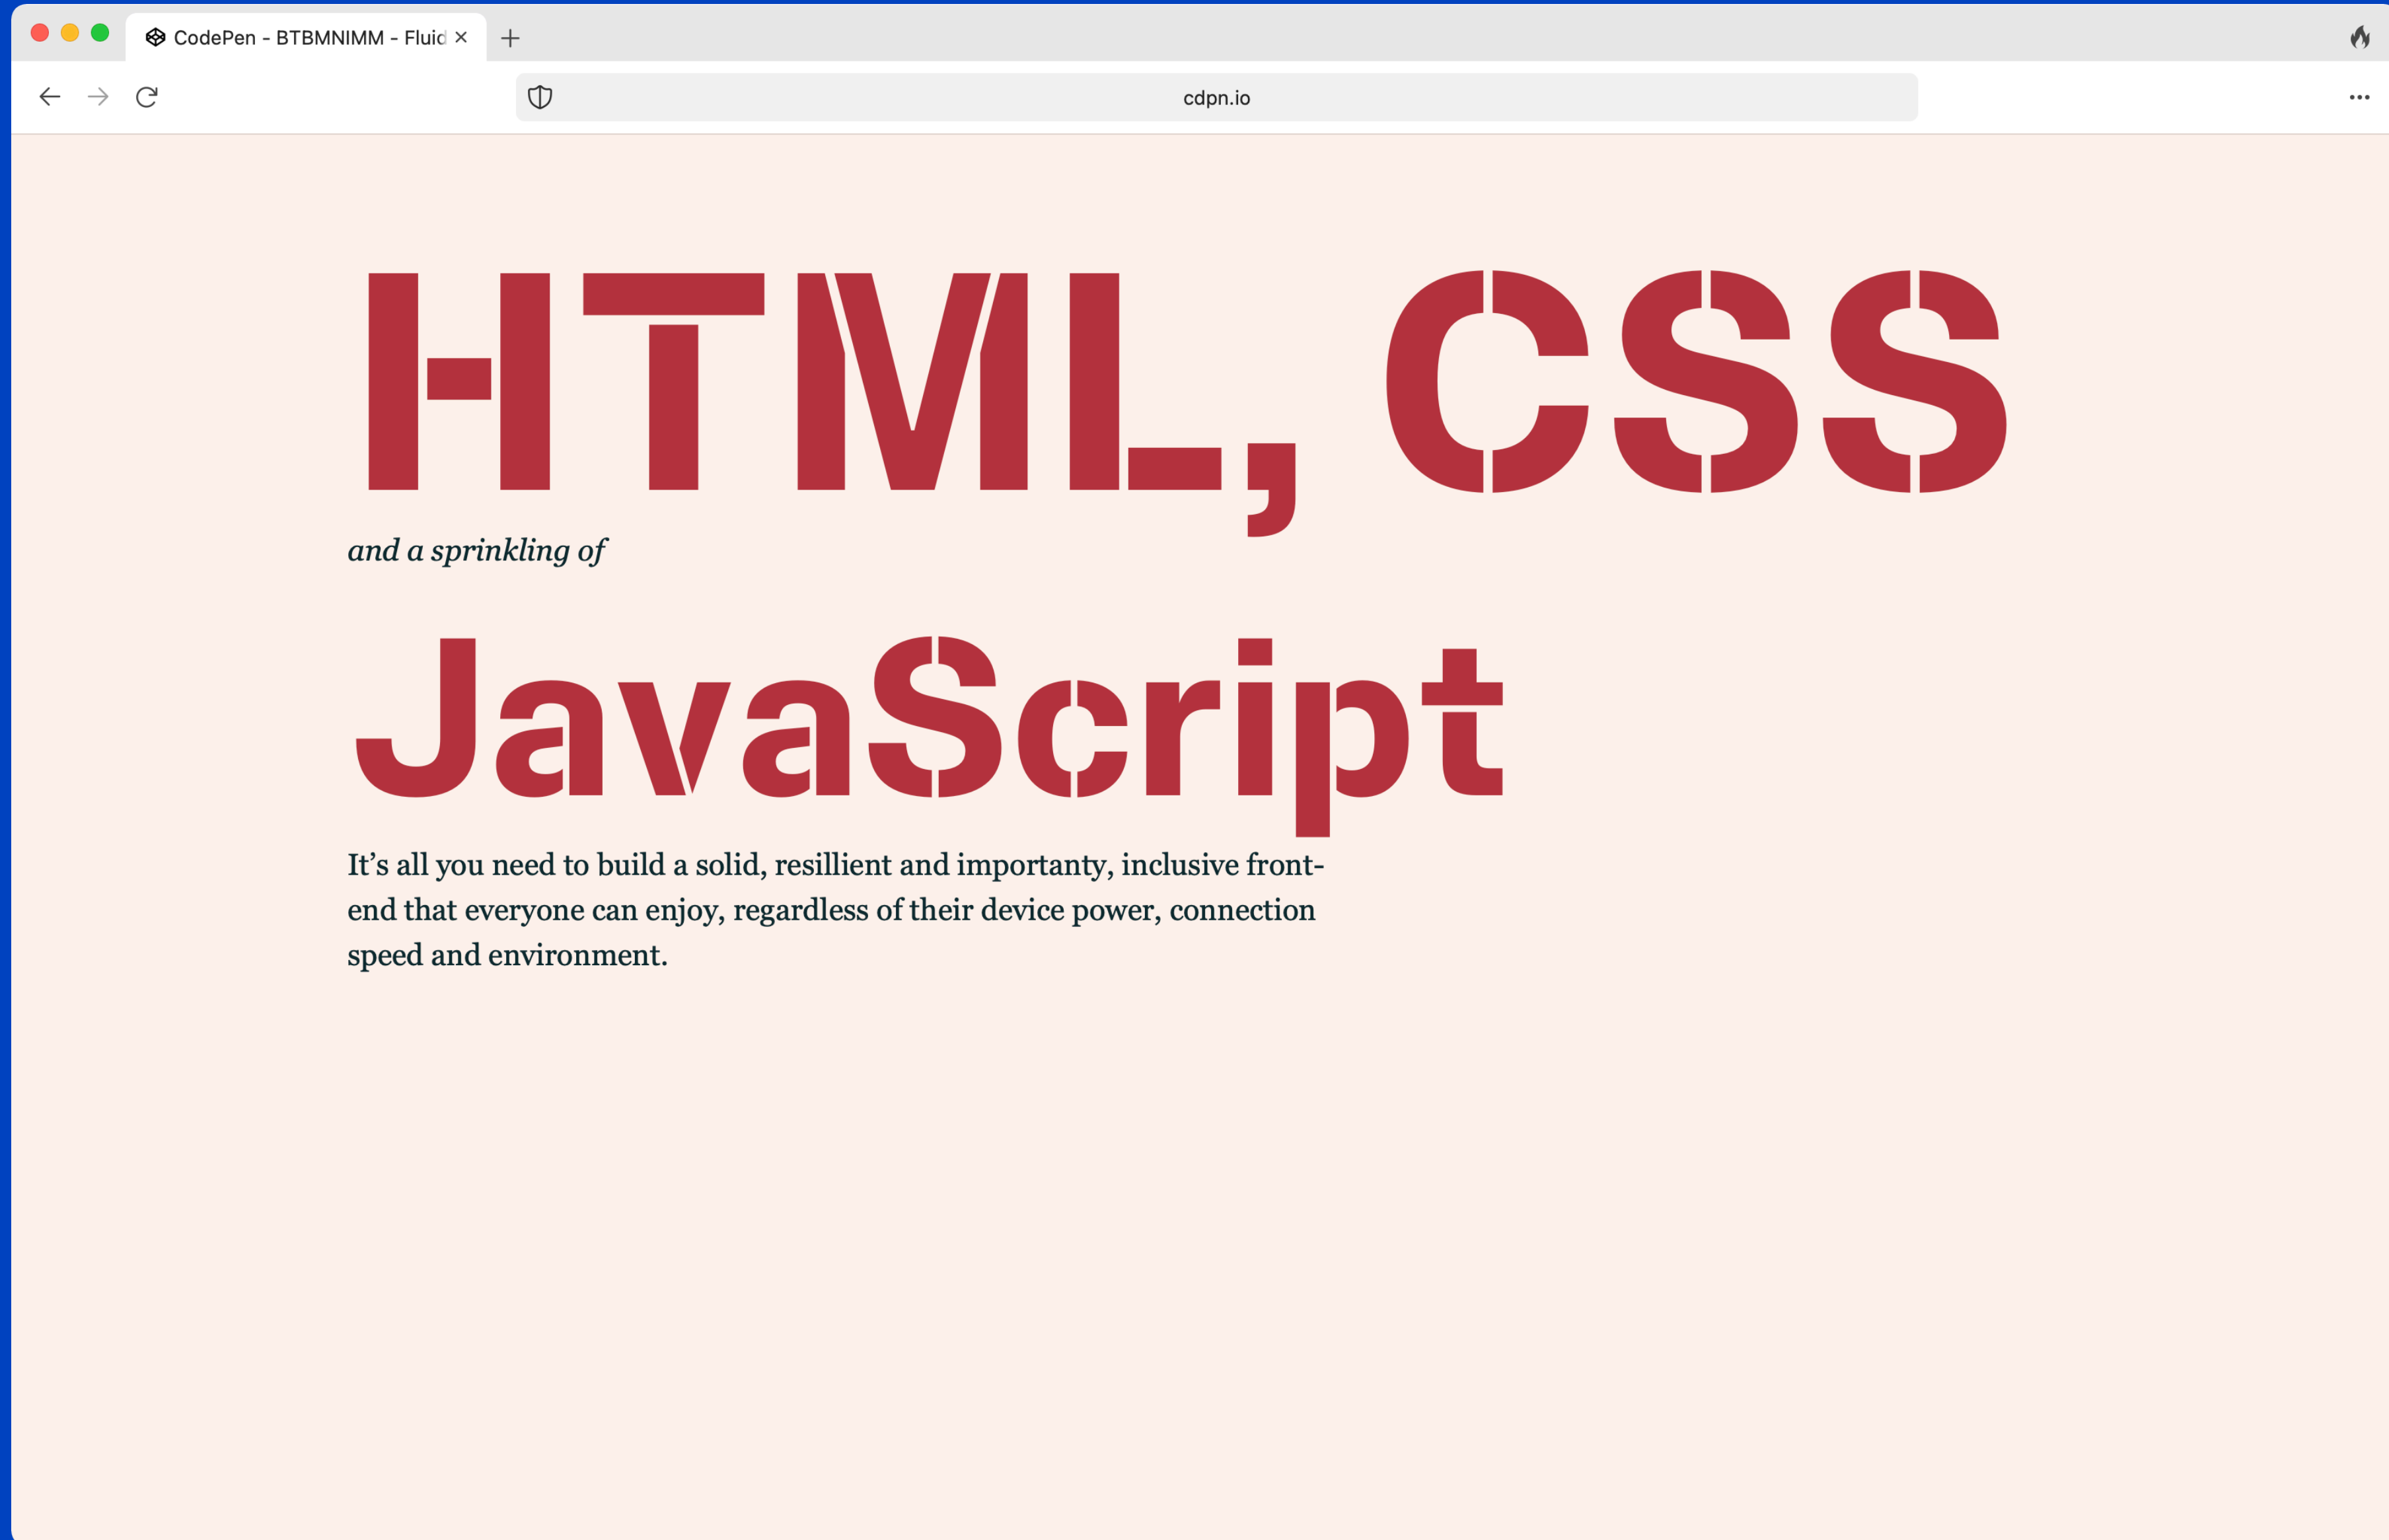 CodePen - BTBMNIMM - Fluid
cdpn.io
HTML, CSS
and a sprinkling of
JavaScript
It’s all you need to build a solid, resillient and importanty, inclusive front-
end that everyone can enjoy, regardless of their device power, connection
speed and environment.